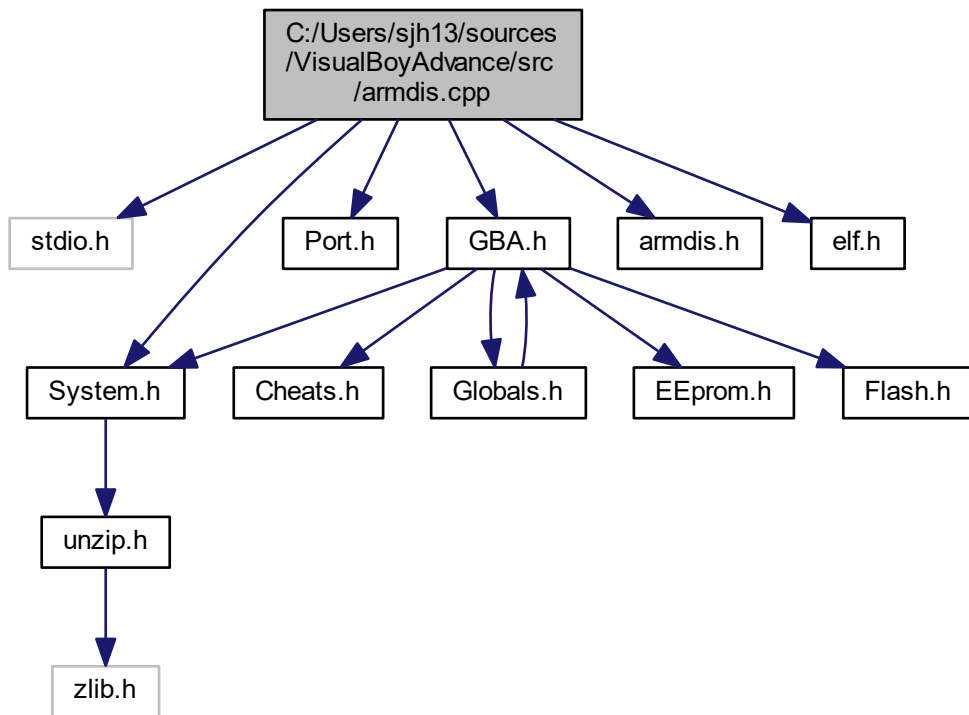 C:/Users/sjh13/sources
/VisualBoyAdvance/src
/armdis.cpp
stdio.h
Port.h
GBA.h
armdis.h
elf.h
System.h
Cheats.h
Globals.h
EEprom.h
Flash.h
unzip.h
zlib.h